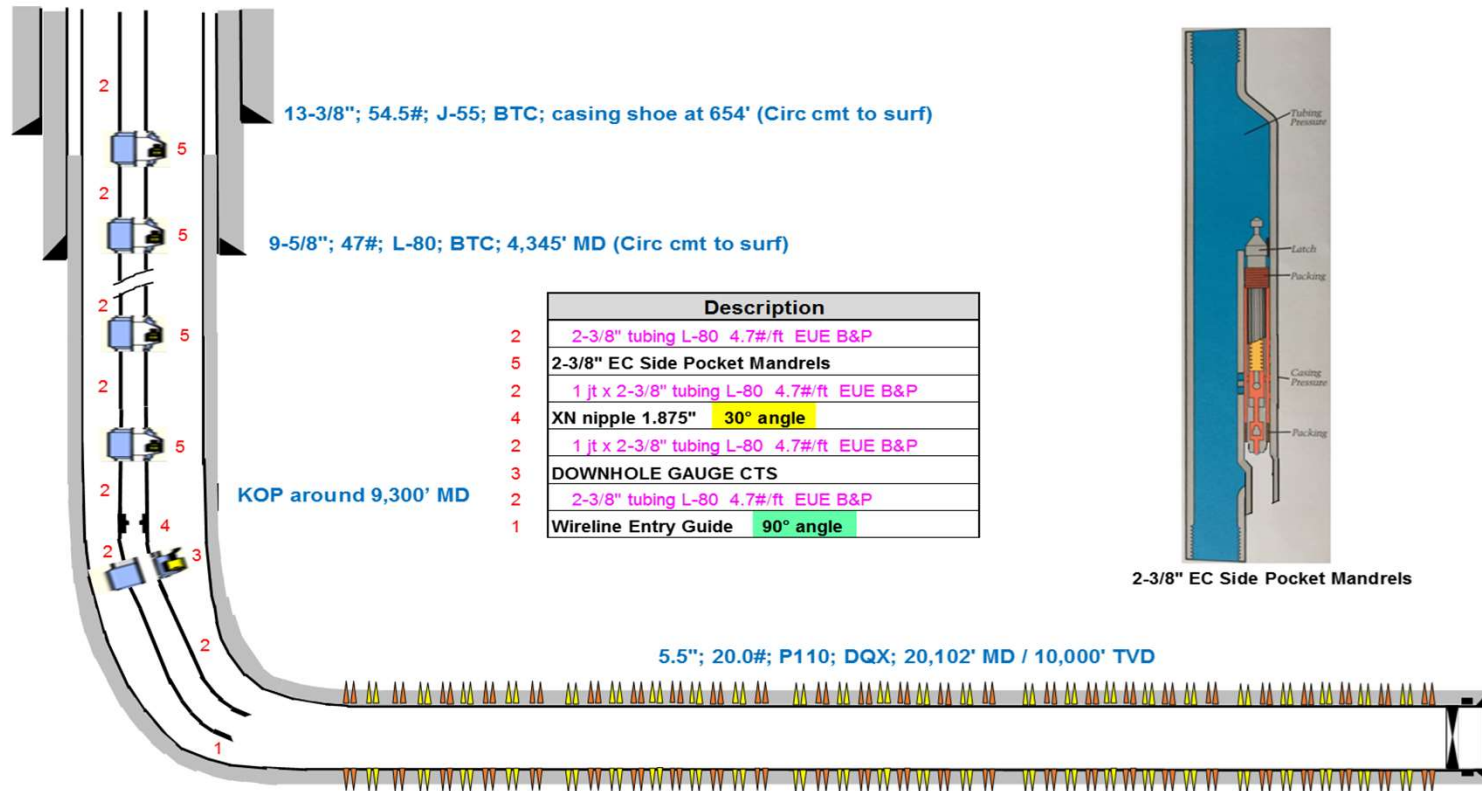 2
13-3/8"; 54.5#; J-55; BTC; casing shoe at 654' (Circ cmt to surf)
5
2
5
9-5/8"; 47#; L-80; BTC; 4,345' MD (Circ cmt to surf)
2
5
2
5
2
KOP around 9,300' MD
4
2
3
2
1
Description
2 2-3/8" tubing L-80 4.7#/ft EUE B&P
5 2-3/8" EC Side Pocket Mandrels
2 1 jt x 2-3/8" tubing L-80 4.7#/ft EUE B&P
4 XN nipple 1.875" 30° angle
2 1 jt x 2-3/8" tubing L-80 4.7#/ft EUE B&P
3 DOWNHOLE GAUGE CTS
2 2-3/8" tubing L-80 4.7#/ft EUE B&P
1 Wireline Entry Guide 90° angle
5.5"; 20.0#; P110; DQX; 20,102' MD / 10,000' TVD
Tubing
Pressure
Latch
Packing
Casing
Pressure
Packing
2-3/8" EC Side Pocket Mandrels